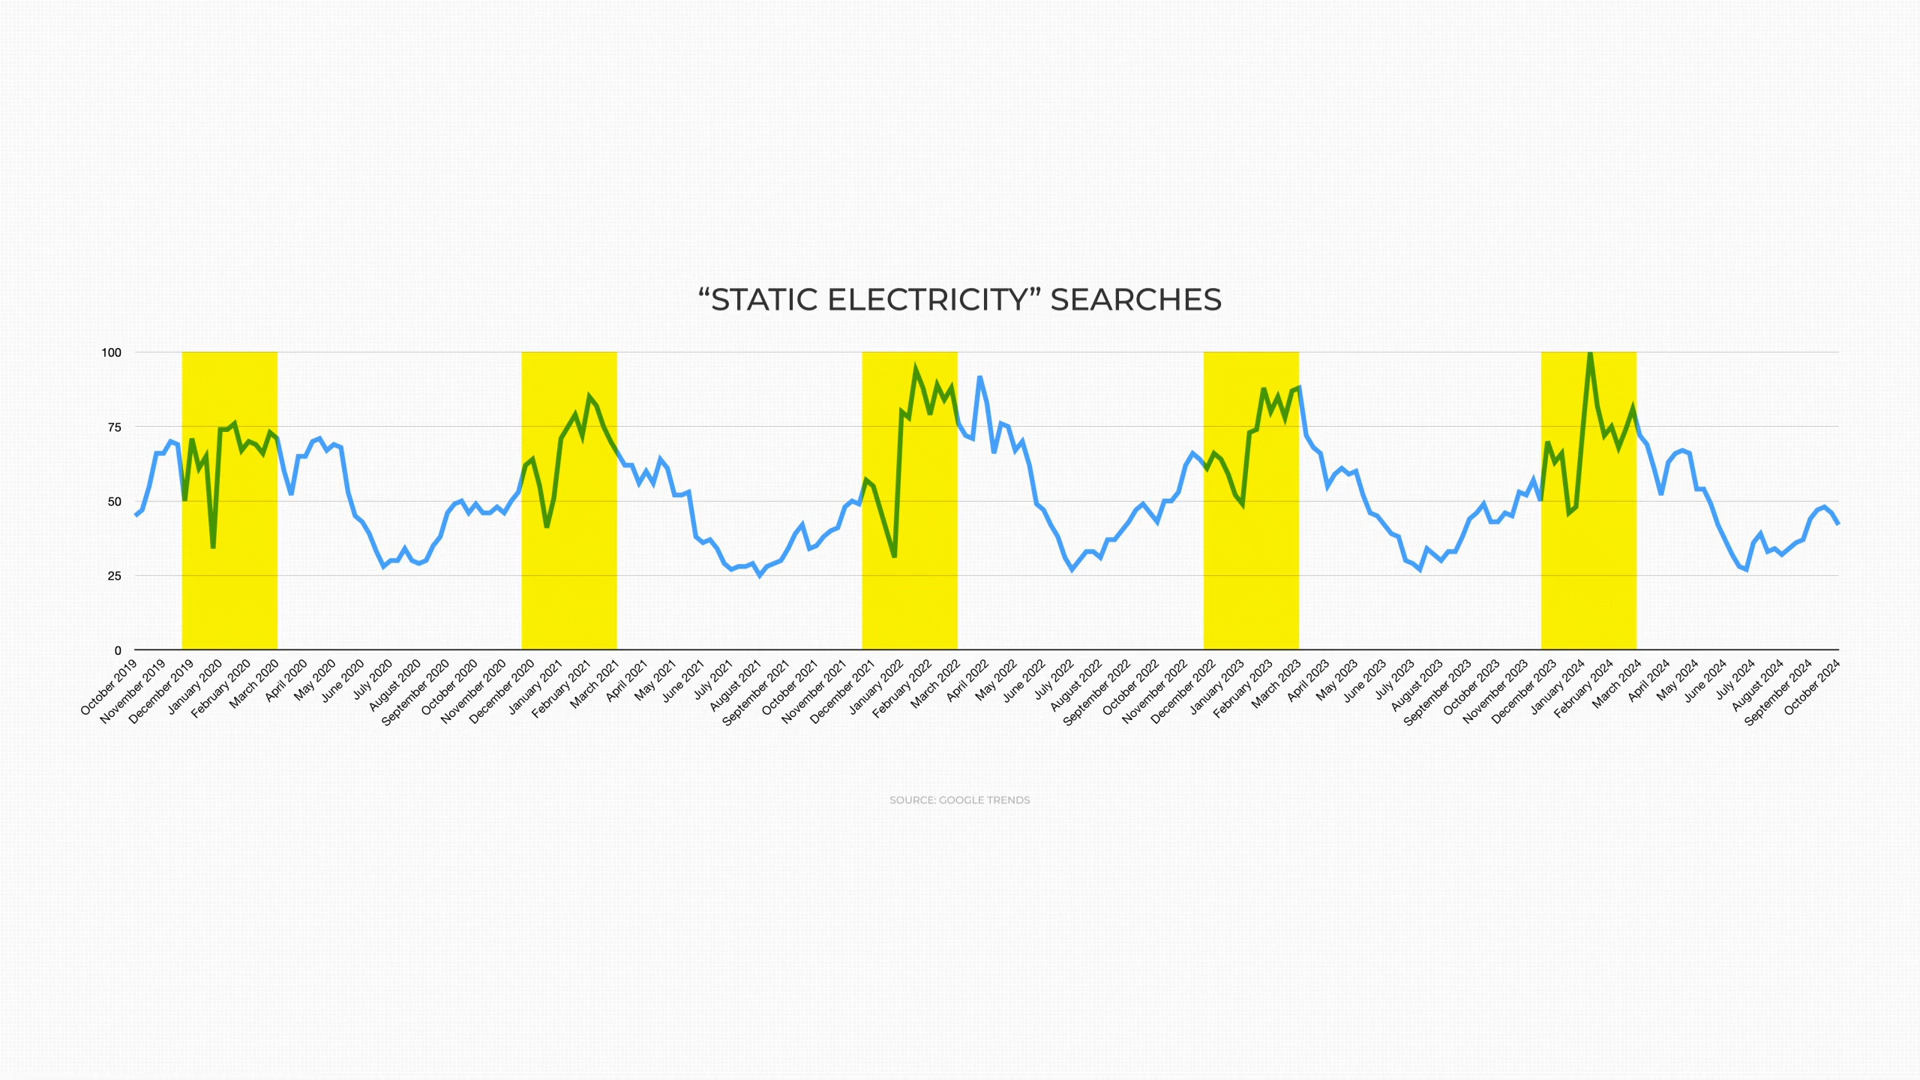 “STATIC ELECTRICITY” SEARCHES
100
75
50
25
0
October 2019
November 2019
December 2019
January 2020
February 2020
March 2020
April 2020
May 2020
June 2020
July 2020
August 2020
September 2020
October 2020
November 2020
December 2020
January 2021
February 2021
March 2021
April 2021
May 2021
June 2021
July 2021
August 2021
September 2021
October 2021
November 2021
December 2021
January 2022
February 2022
March 2022
April 2022
May 2022
June 2022
July 2022
August 2022
September 2022
October 2022
November 2022
December 2022
January 2023
February 2023
March 2023
April 2023
May 2023
June 2023
July 2023
August 2023
September 2023
October 2023
November 2023
December 2023
January 2024
February 2024
March 2024
April 2024
May 2024
June 2024
July 2024
August 2024
September 2024
October 2024
SOURCE: GOOGLE TRENDS